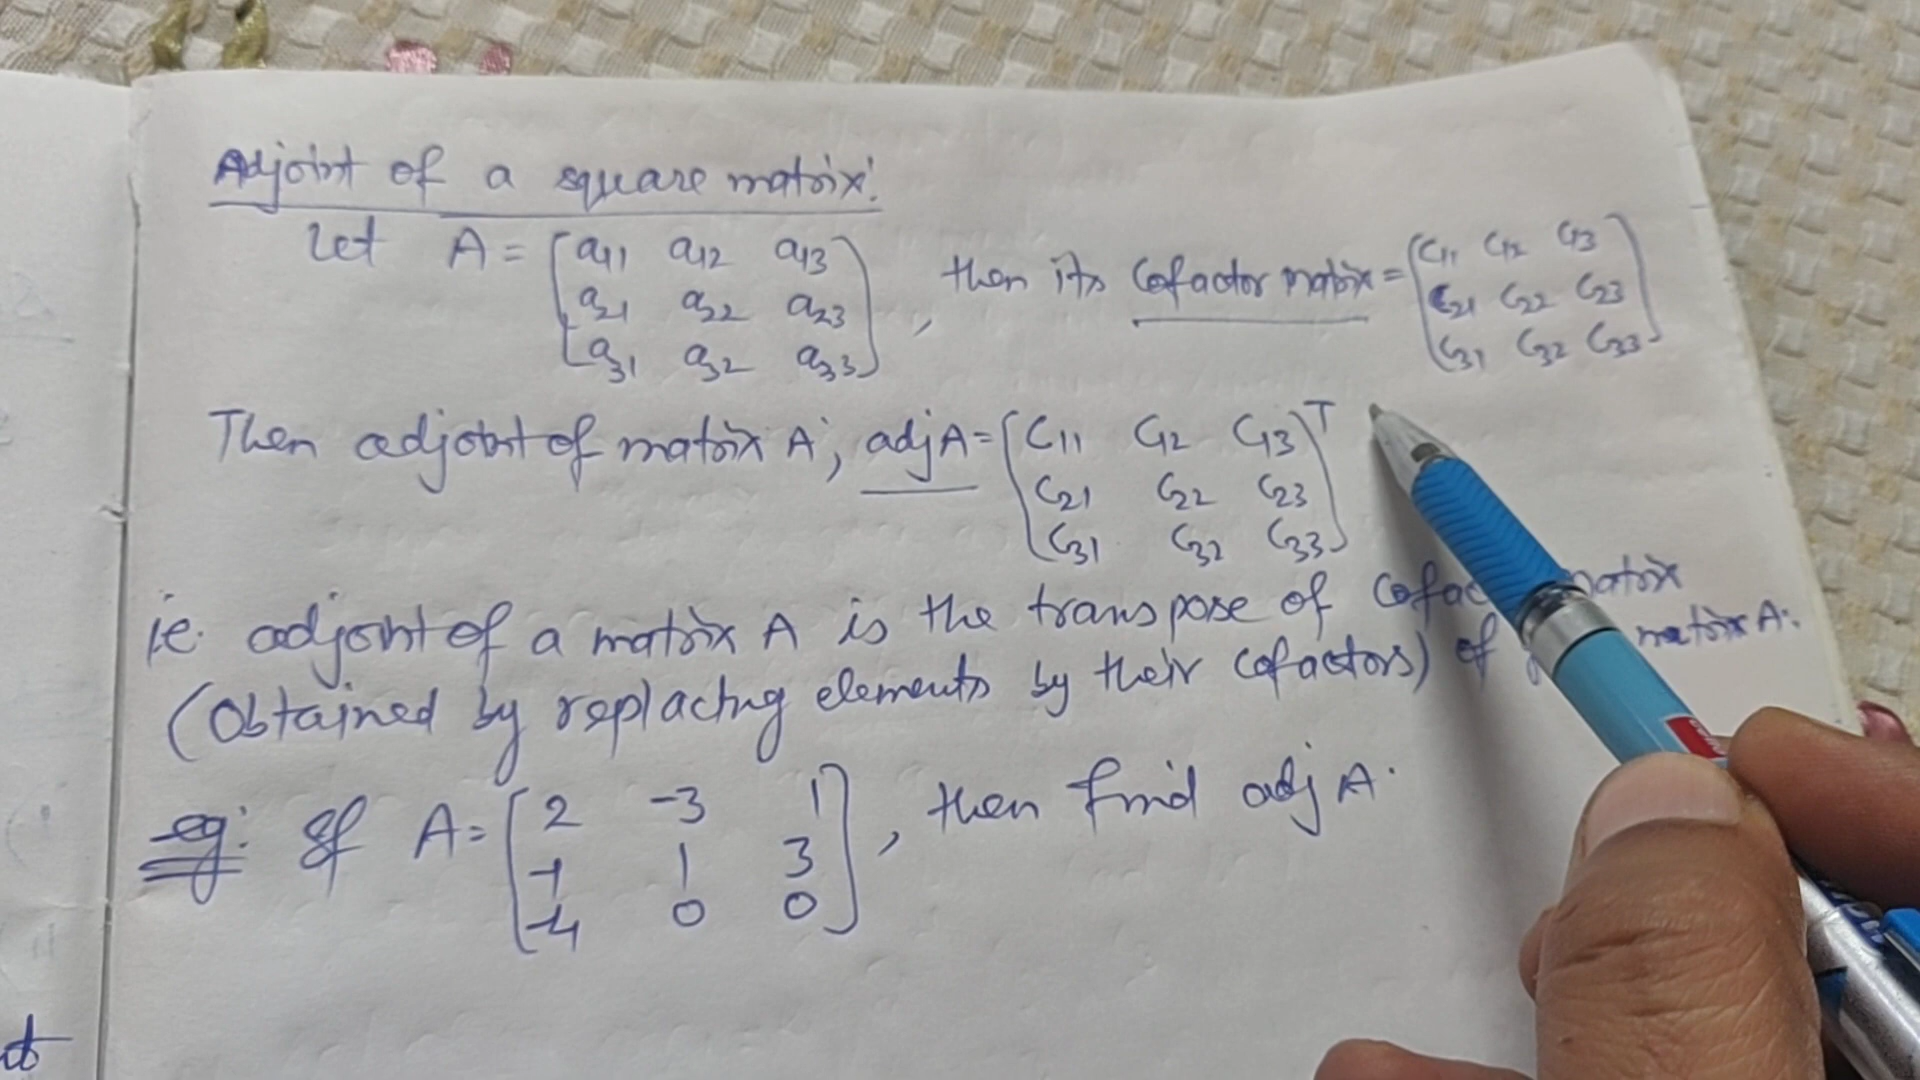 Adjoint of a square matrix:
Let A = [a11 a12 a13
a21 a22 a23
a31 a32 a33] , then its Cofactor matrix = [C11 C12 C13
C21 C22 C23
C31 C32 C33]
Then adjoint of matrix A, adj A = [C11 C12 C13
C21 C22 C23
C31 C32 C33]T
ie. adjoint of a matrix A is the transpose of matrix
(obtained by replacing elements by their cofactors) of matrix A.
eg: If A = [2 -3 1
-1 1 3
-4 0 0] , then find adj A.